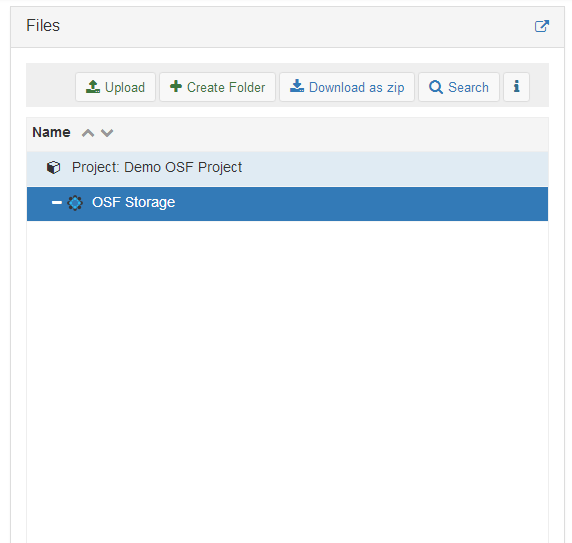 Files
Upload Create Folder Download as zip Search i
Name
Project: Demo OSF Project
OSF Storage